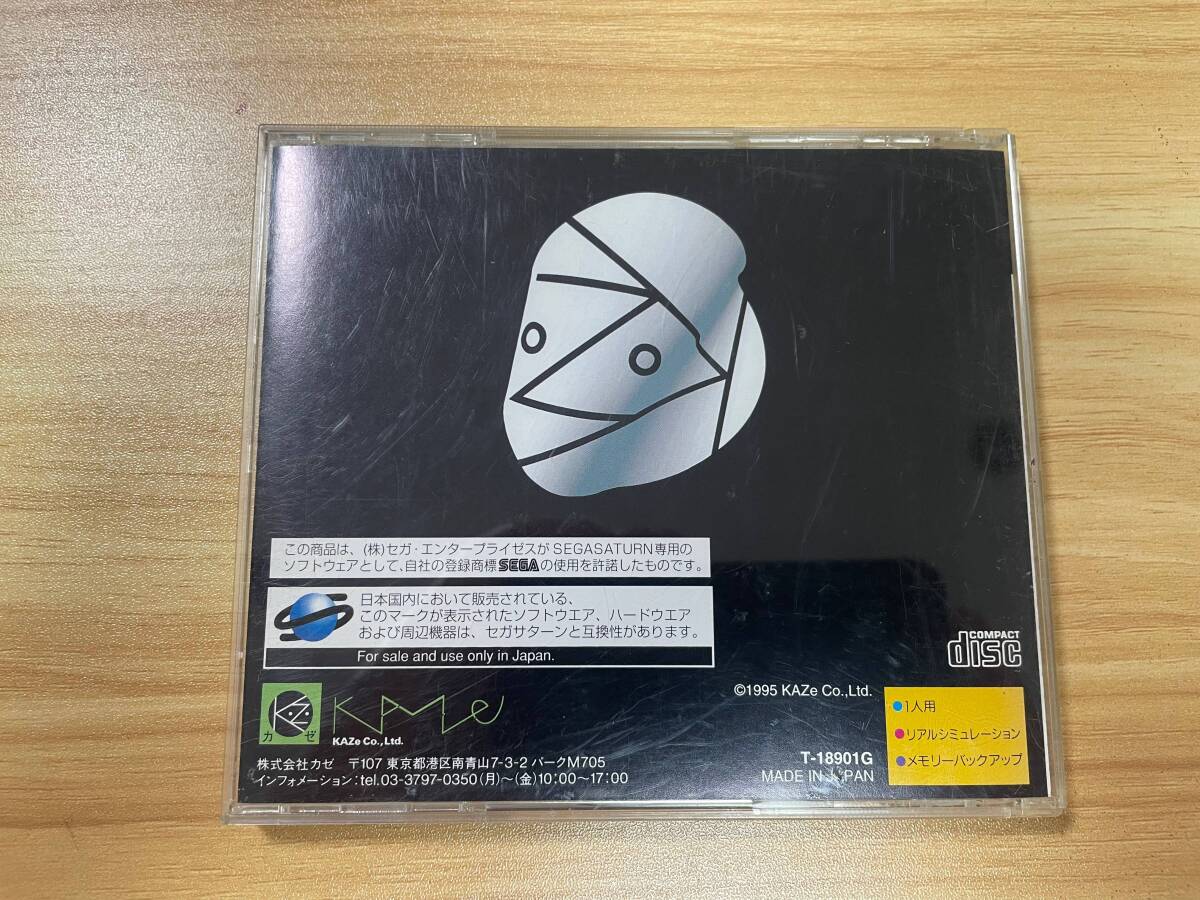 この商品は、(株)セガ・エンタープライゼスがSEGASATURN専用の
ソフトウェアとして、自社の登録商標SEGAの使用を許諾したものです。
日本国内において販売されている、
このマークが表示されたソフトウエア、ハードウエア
および周辺機器は、セガサターンと互換性があります。
For sale and use only in Japan.
COMPACT
disc
©1995 KAZe Co.,Ltd.
KAZe
カ ゼ
KAZe
KAZe Co.,Ltd.
●1人用
●リアルシミュレーション
●メモリーバックアップ
株式会社カゼ 〒107 東京都港区南青山7-3-2 パークM705
インフォメーション:tel.03-3797-0350(月)〜(金)10:00〜17:00
T-18901G
MADE IN JAPAN